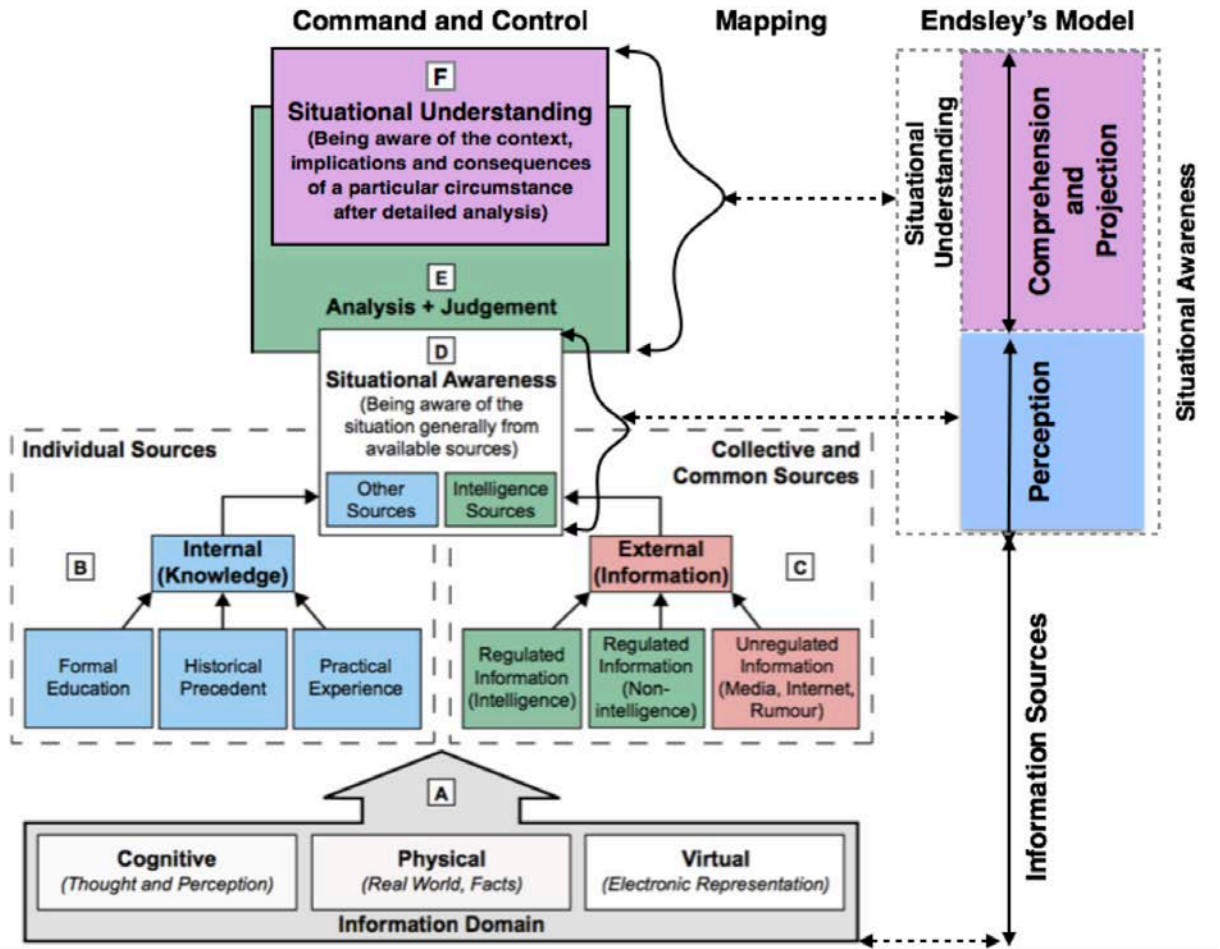 Command and Control
Mapping
Endsley's Model
F
Situational Understanding
(Being aware of the context,
implications and consequences
of a particular circumstance
after detailed analysis)
E
Analysis + Judgement
D
Situational Awareness
(Being aware of the
situation generally from
available sources)
Other
Sources
Intelligence
Sources
Individual Sources
Collective and
Common Sources
B
Internal
(Knowledge)
External
(Information)
C
Formal
Education
Historical
Precedent
Practical
Experience
Regulated
Information
(Intelligence)
Regulated
Information
(Non-
intelligence)
Unregulated
Information
(Media, Internet,
Rumour)
A
Cognitive
(Thought and Perception)
Physical
(Real World, Facts)
Virtual
(Electronic Representation)
Information Domain
Situational
Understanding
Comprehension
and
Projection
Perception
Situational Awareness
Information Sources